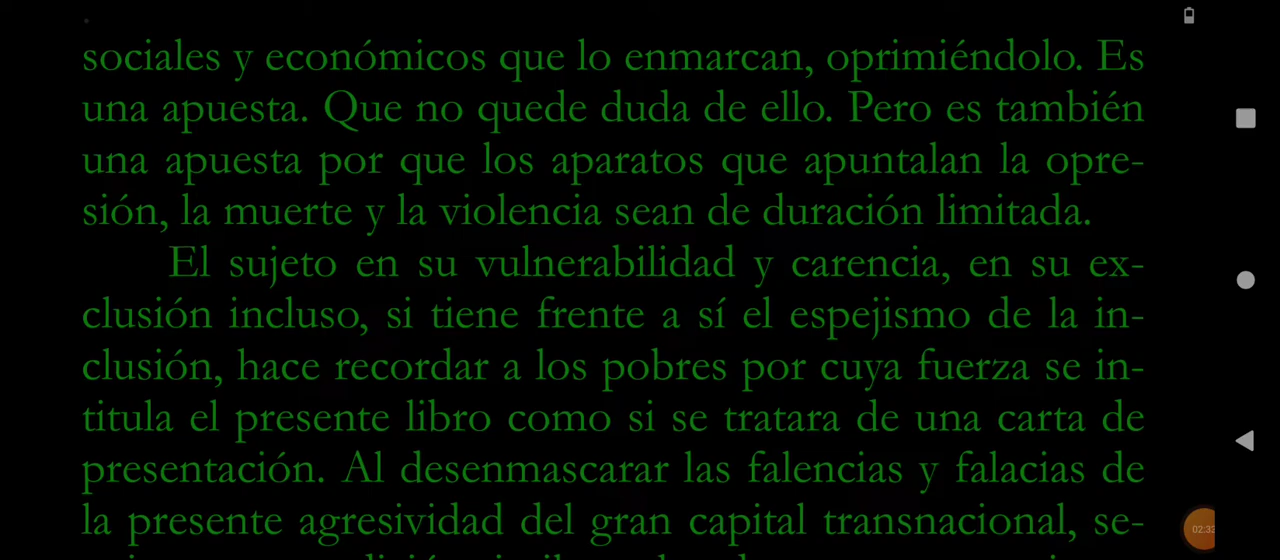 sociales y económicos que lo enmarcan, oprimiéndolo. Es
una apuesta. Que no quede duda de ello. Pero es también
una apuesta por que los aparatos que apuntalan la opre-
sión, la muerte y la violencia sean de duración limitada.
El sujeto en su vulnerabilidad y carencia, en su ex-
clusión incluso, si tiene frente a sí el espejismo de la in-
clusión, hace recordar a los pobres por cuya fuerza se in-
titula el presente libro como si se tratara de una carta de
presentación. Al desenmascarar las falencias y falacias de
la presente agresividad del gran capital transnacional, se-
02:33